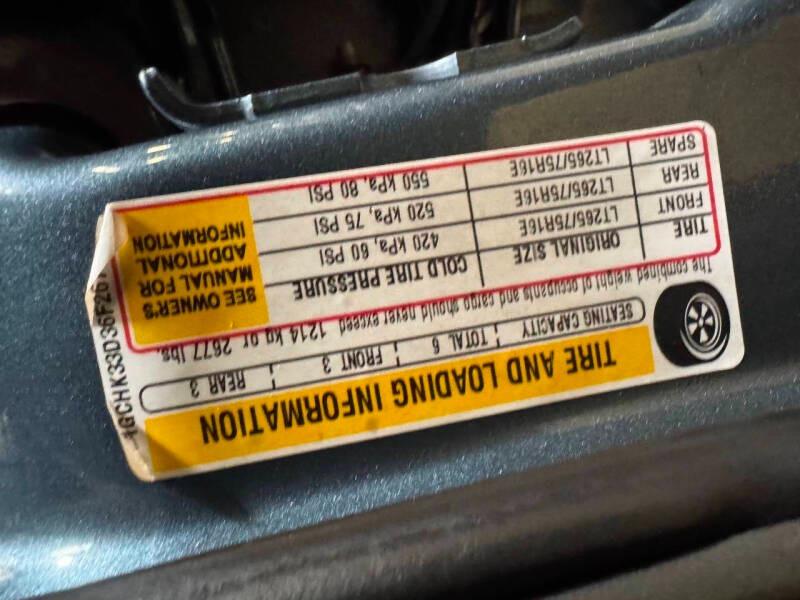 TIRE AND LOADING INFORMATION
SEATING CAPACITY TOTAL 6 FRONT 3 REAR 3
The combined weight of occupants and cargo should never exceed 1214 kg or 2677 lbs.
TIRE ORIGINAL SIZE COLD TIRE PRESSURE
FRONT LT265/75R16E 420 kPa, 60 PSI
REAR LT265/75R16E 520 kPa, 75 PSI
SPARE LT265/75R16E 550 kPa, 80 PSI
SEE OWNER'S
MANUAL FOR
ADDITIONAL
INFORMATION